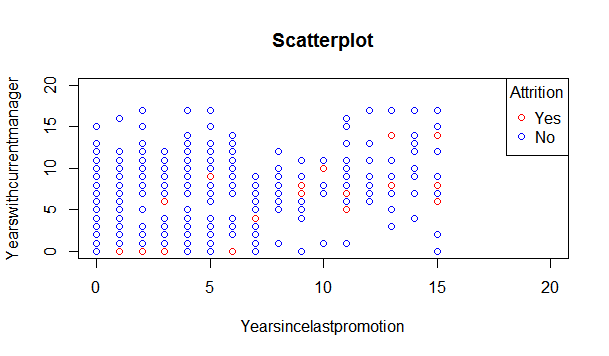 Scatterplot
Yearswithcurrentmanager
20
15
10
5
0
Attrition
Yes
No
0 5 10 15 20
Yearsincelastpromotion